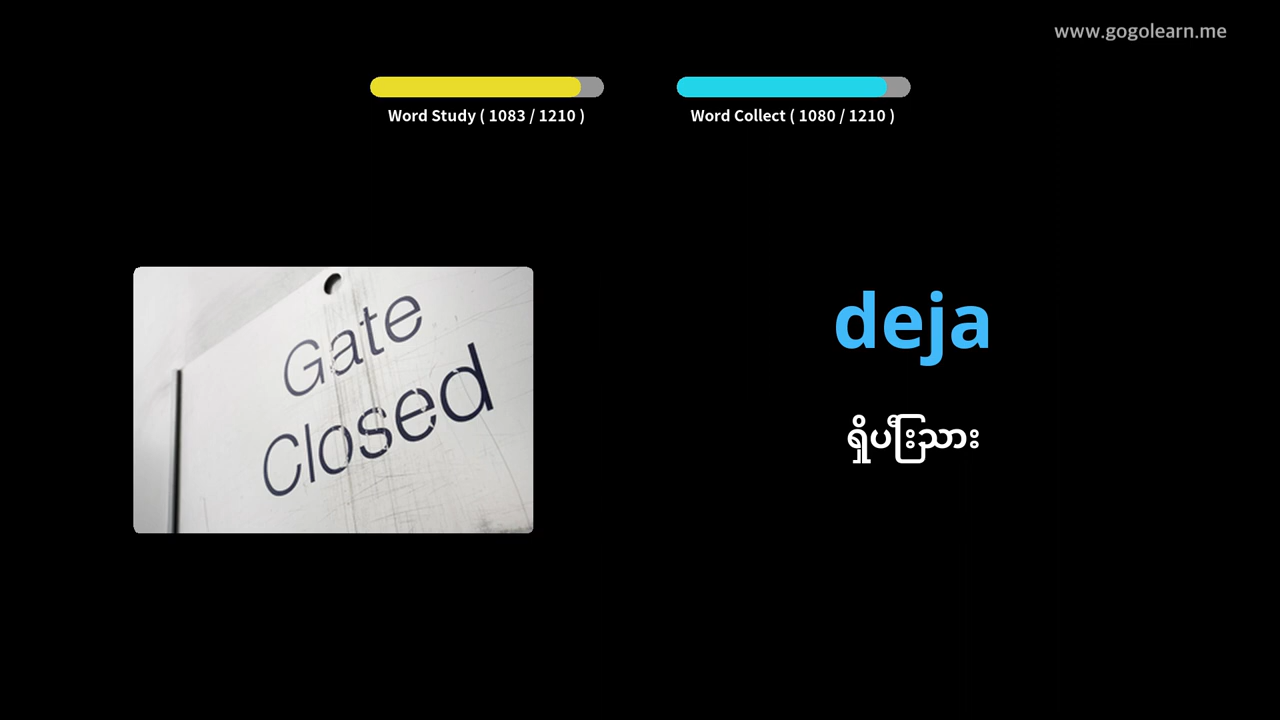 www.gogolearn.me
Word Study ( 1083 / 1210 )
Word Collect ( 1080 / 1210 )
Gate
Closed
deja
ရှိပြီးသား